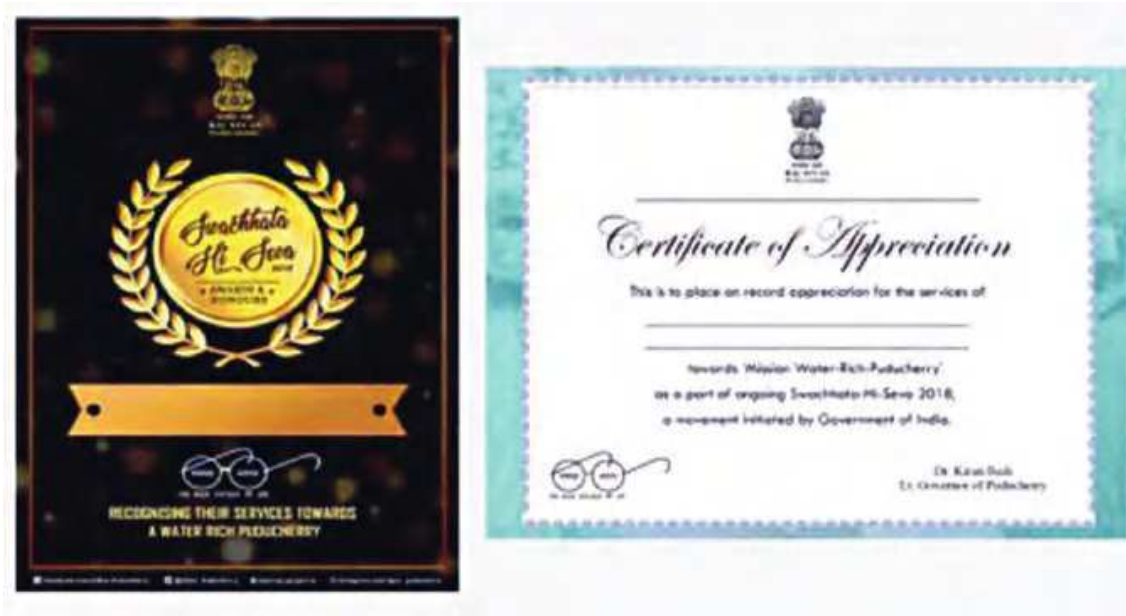 Swachhata
Hi Seva
2018
AWARDS &
HONOURS
RECOGNISING THEIR SERVICES TOWARDS
A WATER RICH PUDUCHERRY
Certificate of Appreciation
This is to place on record appreciation for the services of
towards 'Mission Water-Rich-Puducherry'
as a part of ongoing Swachhata-Hi-Seva 2018,
a movement initiated by Government of India.
Dr. Kiran Bedi
Lt. Governor of Puducherry